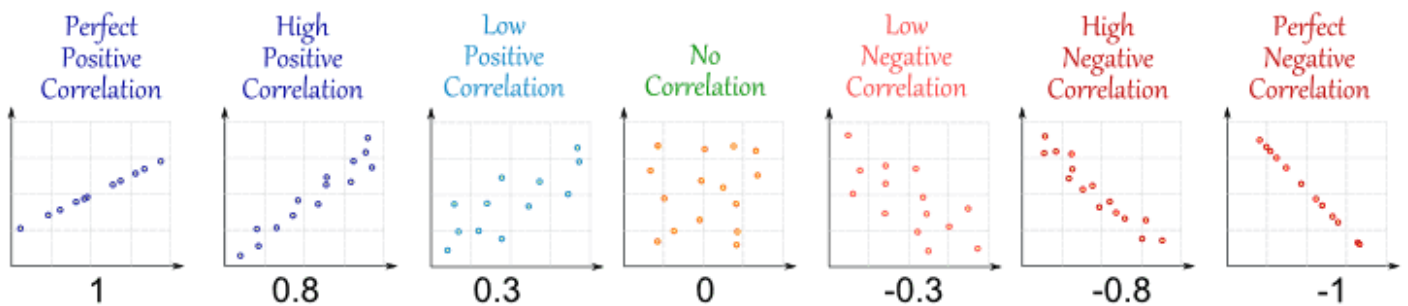 Perfect
Positive
Correlation
High
Positive
Correlation
Low
Positive
Correlation
No
Correlation
Low
Negative
Correlation
High
Negative
Correlation
Perfect
Negative
Correlation
1
0.8
0.3
0
-0.3
-0.8
-1